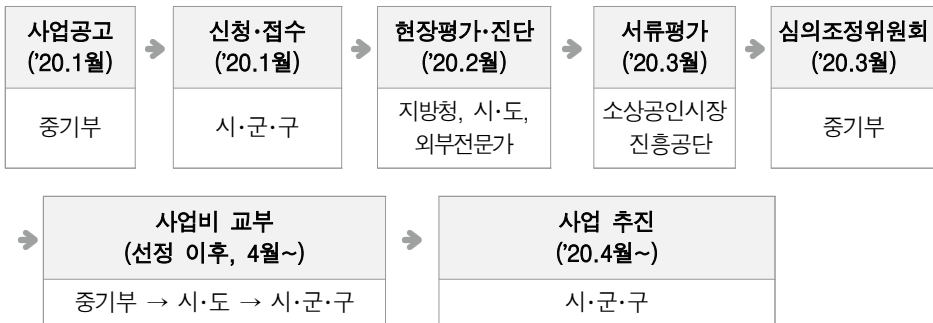 사업공고
('20.1월)
중기부
신청·접수
('20.1월)
시·군·구
현장평가·진단
('20.2월)
지방청, 시·도,
외부전문가
서류평가
('20.3월)
소상공인시장
진흥공단
심의조정위원회
('20.3월)
중기부
사업비 교부
(선정 이후, 4월~)
중기부 → 시·도 → 시·군·구
사업 추진
('20.4월~)
시·군·구